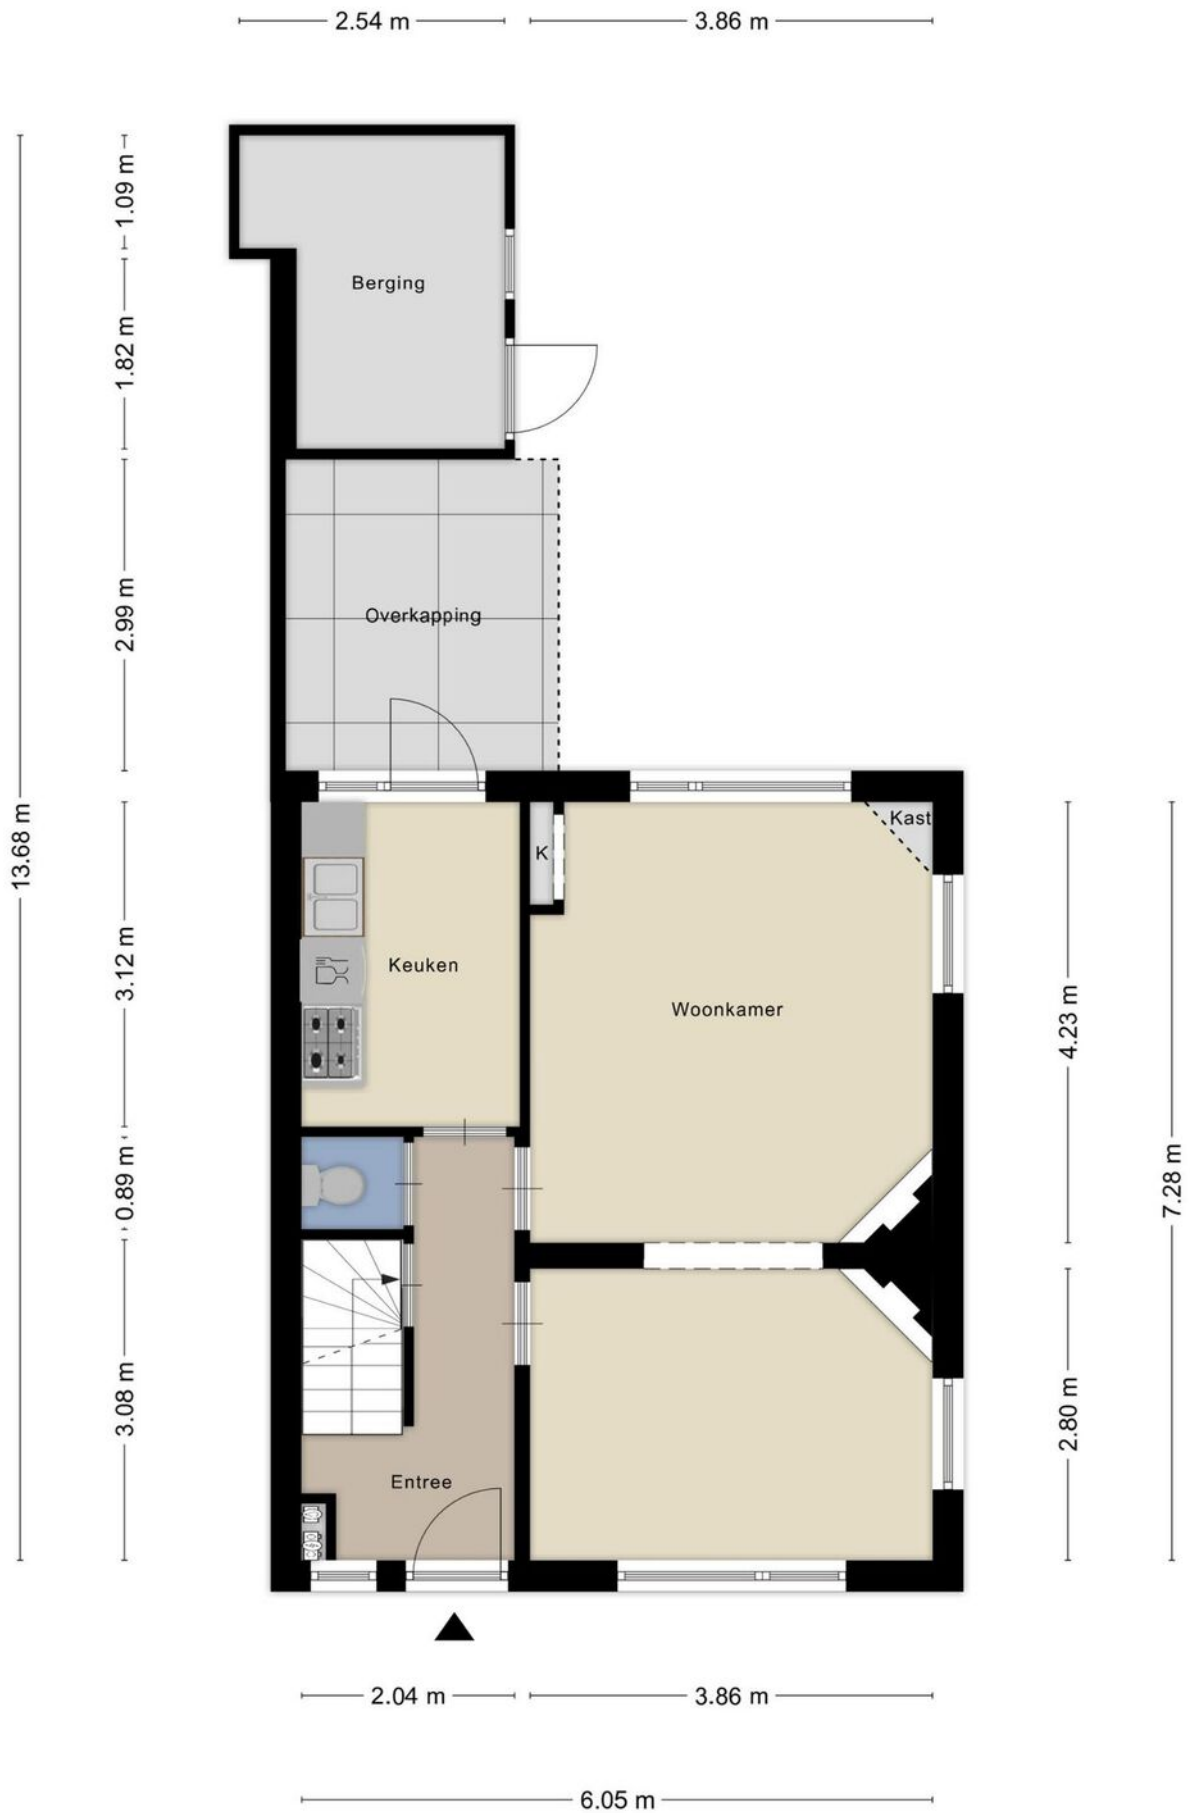 2.54 m
3.86 m
1.09 m
Berging
1.82 m
2.99 m
Overkapping
13.68 m
Kast
K
3.12 m
Keuken
Woonkamer
4.23 m
0.89 m
7.28 m
3.08 m
2.80 m
Entree
2.04 m
3.86 m
6.05 m